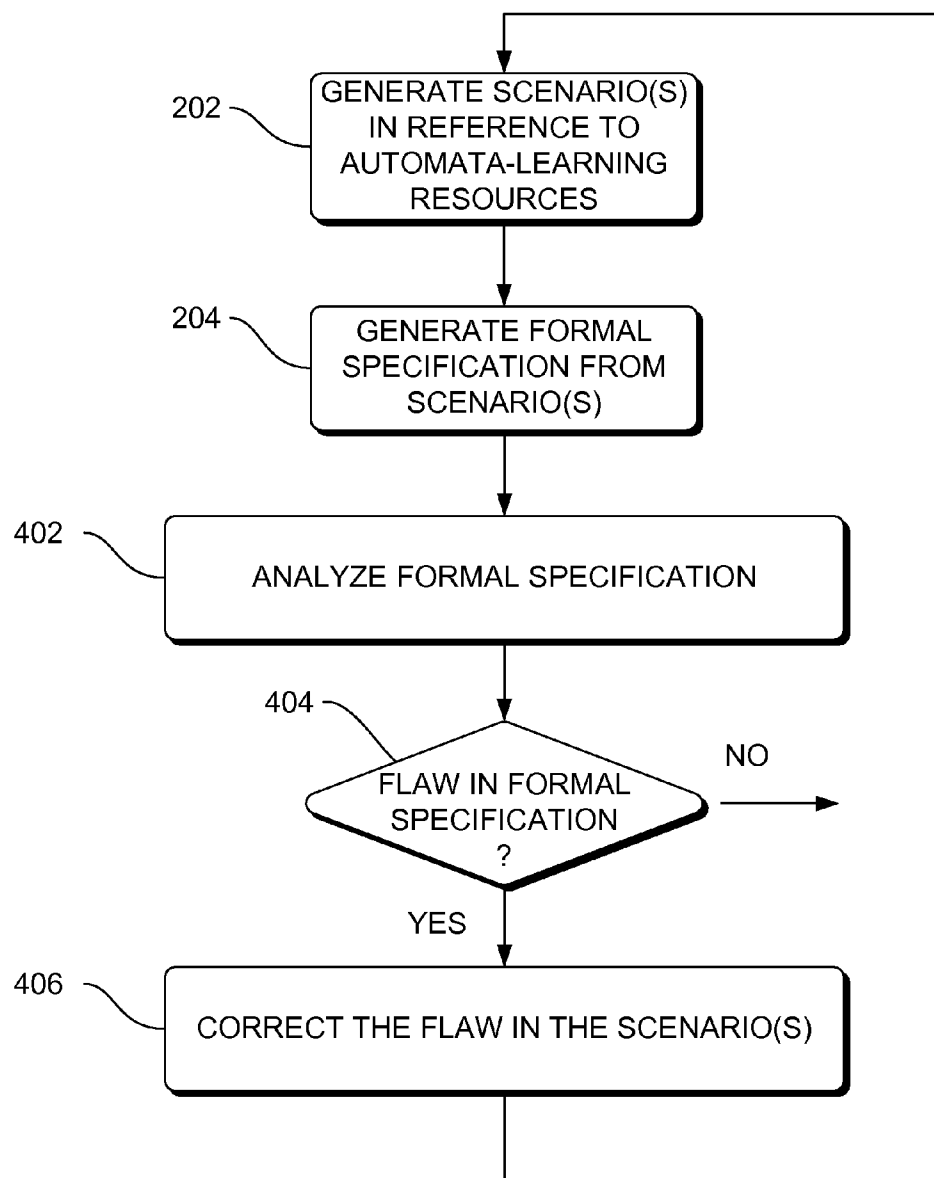 202
GENERATE SCENARIO(S)
IN REFERENCE TO
AUTOMATA-LEARNING
RESOURCES
204
GENERATE FORMAL
SPECIFICATION FROM
SCENARIO(S)
402
ANALYZE FORMAL SPECIFICATION
404
FLAW IN FORMAL
SPECIFICATION
?
NO
YES
406
CORRECT THE FLAW IN THE SCENARIO(S)